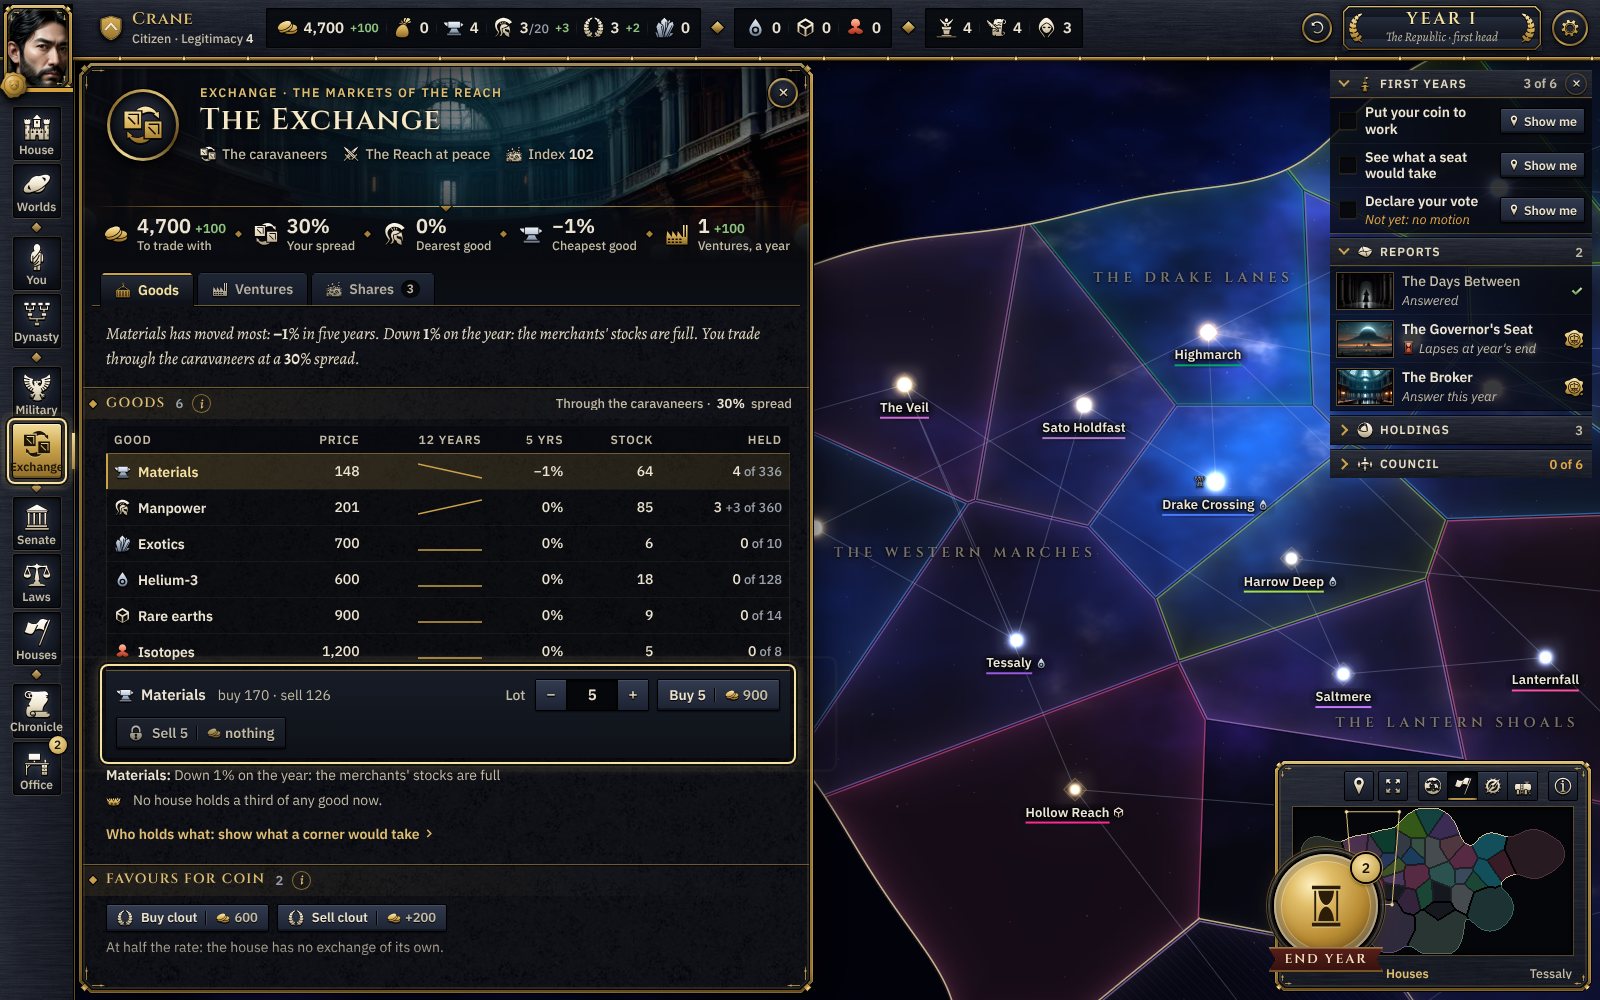 CRANE
Citizen · Legitimacy 4
4,700 +100
0
4
3/20 +3
3 +2
0
0
0
0
4
4
3
YEAR I
The Republic · first head
House
Worlds
You
Dynasty
Military
Exchange
Senate
Laws
Houses
Chronicle
2
Office
EXCHANGE · THE MARKETS OF THE REACH
THE EXCHANGE
The caravaneers
The Reach at peace
Index 102
4,700 +100
To trade with
30%
Your spread
0%
Dearest good
−1%
Cheapest good
1 +100
Ventures, a year
Goods
Ventures
Shares 3
Materials has moved most: −1% in five years. Down 1% on the year: the merchants' stocks are full. You trade
through the caravaneers at a 30% spread.
GOODS 6
Through the caravaneers · 30% spread
GOOD PRICE 12 YEARS 5 YRS STOCK HELD
Materials 148 −1% 64 4 of 336
Manpower 201 0% 85 3 +3 of 360
Exotics 700 0% 6 0 of 10
Helium-3 600 0% 18 0 of 128
Rare earths 900 0% 9 0 of 14
Isotopes 1,200 0% 5 0 of 8
Materials buy 170 · sell 126
Lot − 5 + Buy 5 900
Sell 5 nothing
Materials: Down 1% on the year: the merchants' stocks are full
No house holds a third of any good now.
Who holds what: show what a corner would take
FAVOURS FOR COIN 2
Buy clout 600
Sell clout +200
At half the rate: the house has no exchange of its own.
THE DRAKE LANES
Highmarch
The Veil
Sato Holdfast
Drake Crossing
THE WESTERN MARCHES
Harrow Deep
Tessaly
Saltmere
Lanternfall
THE LANTERN SHOALS
Hollow Reach
FIRST YEARS 3 of 6
Put your coin to
work
Show me
See what a seat
would take
Show me
Declare your vote
Not yet: no motion
Show me
REPORTS 2
The Days Between
Answered
The Governor's Seat
Lapses at year's end
The Broker
Answer this year
HOLDINGS 3
COUNCIL 0 of 6
2
END YEAR
Houses
Tessaly